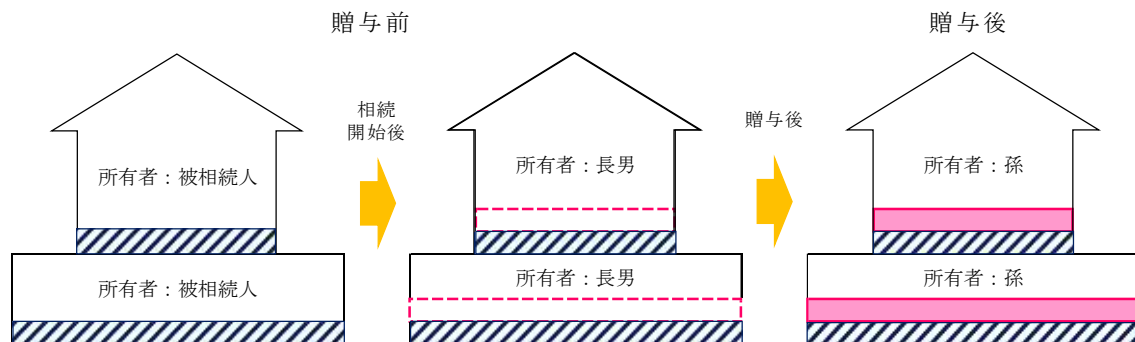 贈与前
贈与後
相続
開始後
贈与後
所有者：被相続人
所有者：長男
所有者：孫
所有者：被相続人
所有者：長男
所有者：孫